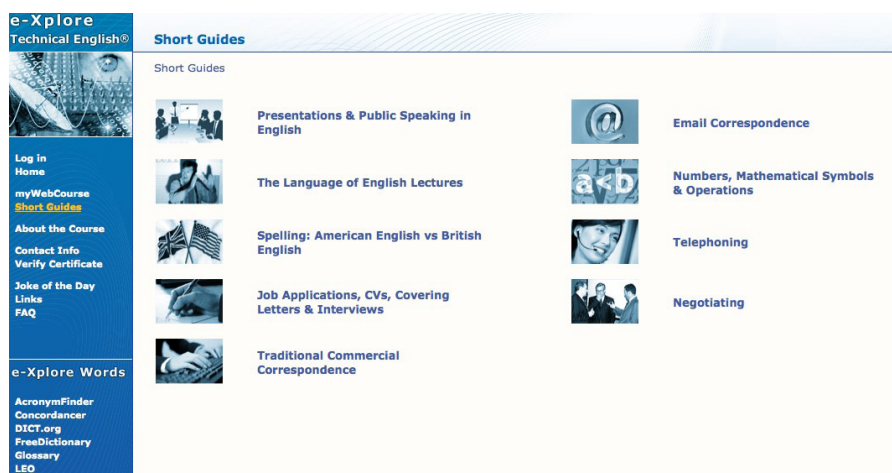 e-Xplore
Technical English®
Log in
Home
myWebCourse
Short Guides
About the Course
Contact Info
Verify Certificate
Joke of the Day
Links
FAQ
e-Xplore Words
AcronymFinder
Concordancer
DICT.org
FreeDictionary
Glossary
LEO
Short Guides
Short Guides
Presentations & Public Speaking in
English
The Language of English Lectures
Spelling: American English vs British
English
Job Applications, CVs, Covering
Letters & Interviews
Traditional Commercial
Correspondence
@
Email Correspondence
a<b
Numbers, Mathematical Symbols
& Operations
Telephoning
Negotiating